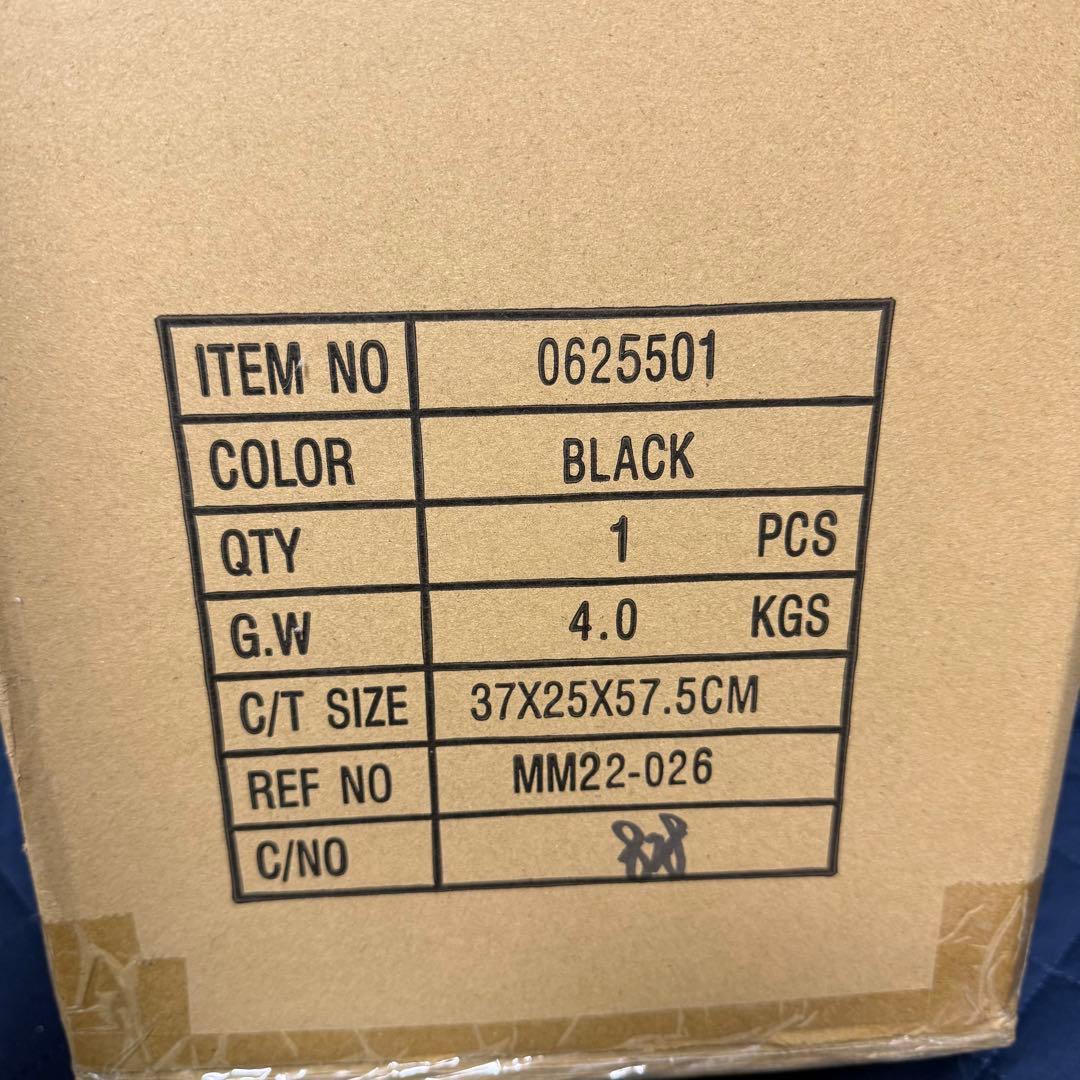 ITEM NO 0625501
COLOR BLACK
QTY 1 PCS
G.W 4.0 KGS
C/T SIZE 37X25X57.5CM
REF NO MM22-026
C/NO 828